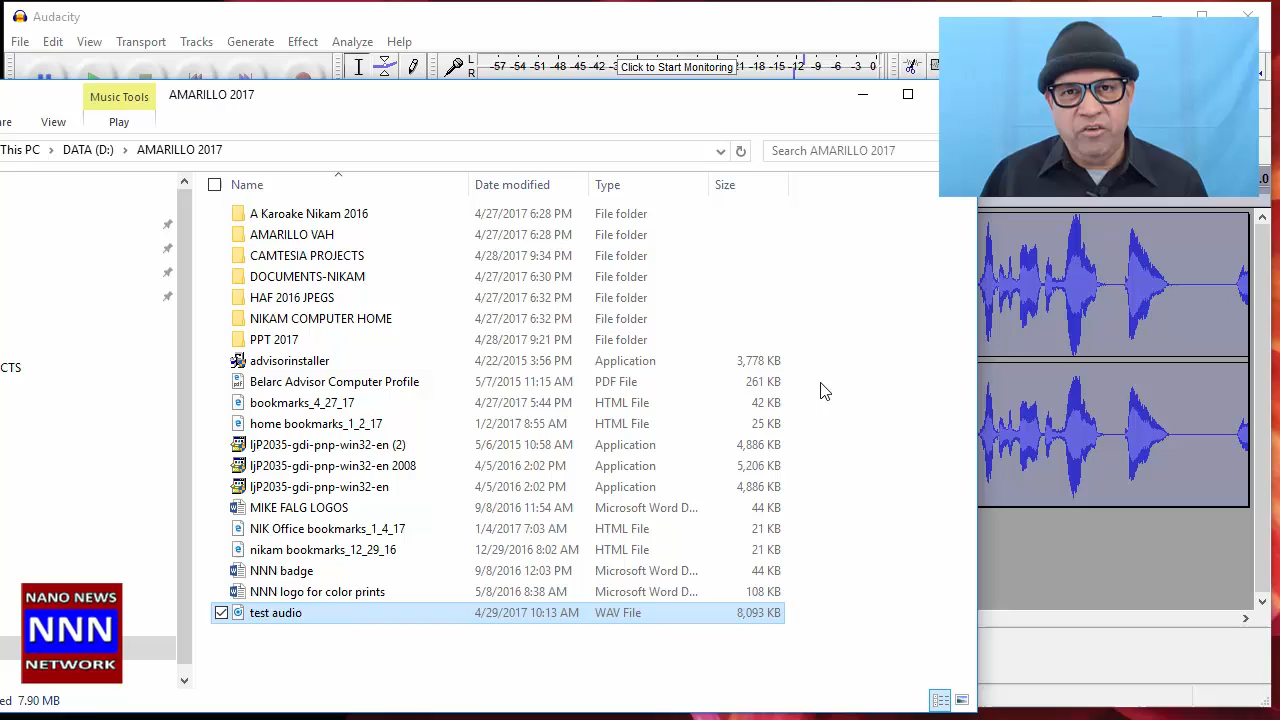 Audacity
File Edit View Transport Tracks Generate Effect Analyze Help
L
R
-57 -54 -51 -48 -45 -42 Click to Start Monitoring -18 -15 -12 -9 -6 -3 0
Music Tools AMARILLO 2017
are View Play
This PC > DATA (D:) > AMARILLO 2017 Search AMARILLO 2017
.0
Name Date modified Type Size
A Karoake Nikam 2016 4/27/2017 6:28 PM File folder
AMARILLO VAH 4/27/2017 6:28 PM File folder
CAMTESIA PROJECTS 4/28/2017 9:34 PM File folder
DOCUMENTS-NIKAM 4/27/2017 6:30 PM File folder
HAF 2016 JPEGS 4/27/2017 6:32 PM File folder
NIKAM COMPUTER HOME 4/27/2017 6:32 PM File folder
PPT 2017 4/28/2017 9:21 PM File folder
advisorinstaller 4/22/2015 3:56 PM Application 3,778 KB
CTS
Belarc Advisor Computer Profile 5/7/2015 11:15 AM PDF File 261 KB
bookmarks_4_27_17 4/27/2017 5:44 PM HTML File 42 KB
home bookmarks_1_2_17 1/2/2017 8:55 AM HTML File 25 KB
ljP2035-gdi-pnp-win32-en (2) 5/6/2015 10:58 AM Application 4,886 KB
ljP2035-gdi-pnp-win32-en 2008 4/5/2016 2:02 PM Application 5,206 KB
ljP2035-gdi-pnp-win32-en 4/5/2016 2:02 PM Application 4,886 KB
MIKE FALG LOGOS 9/8/2016 11:54 AM Microsoft Word D... 44 KB
NIK Office bookmarks_1_4_17 1/4/2017 7:03 AM HTML File 21 KB
nikam bookmarks_12_29_16 12/29/2016 8:02 AM HTML File 21 KB
NNN badge 9/8/2016 12:03 PM Microsoft Word D... 44 KB
NNN logo for color prints 5/8/2016 8:38 AM Microsoft Word D... 108 KB
test audio 4/29/2017 10:13 AM WAV File 8,093 KB
NANO NEWS
NNN
NETWORK
ed 7.90 MB